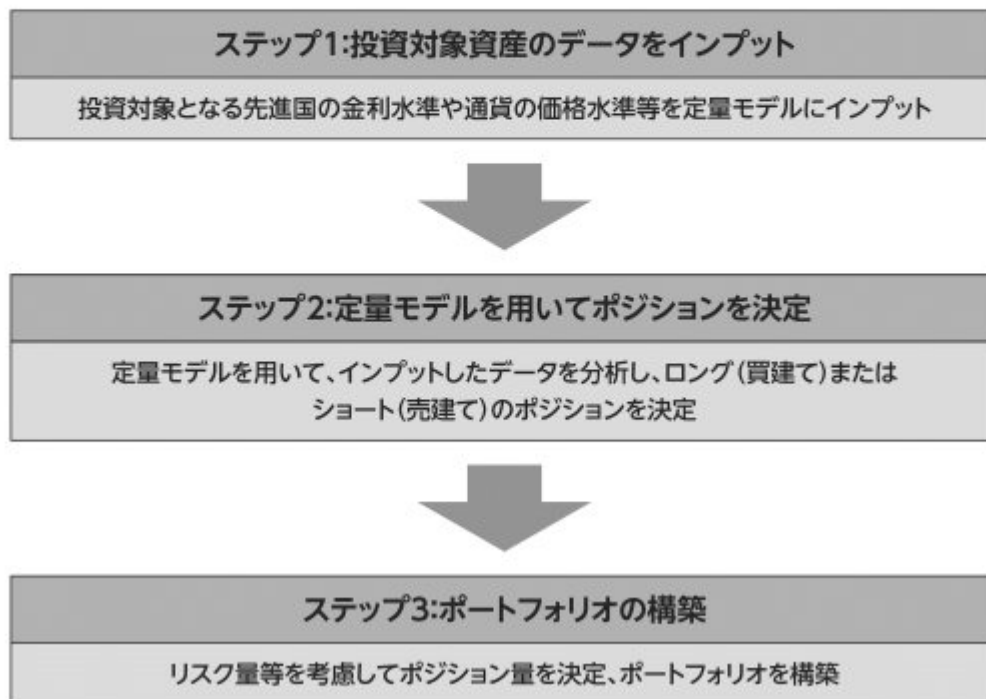 ステップ1:投資対象資産のデータをインプット
投資対象となる先進国の金利水準や通貨の価格水準等を定量モデルにインプット
ステップ2:定量モデルを用いてポジションを決定
定量モデルを用いて、インプットしたデータを分析し、ロング(買建て)または
ショート(売建て)のポジションを決定
ステップ3:ポートフォリオの構築
リスク量等を考慮してポジション量を決定、ポートフォリオを構築